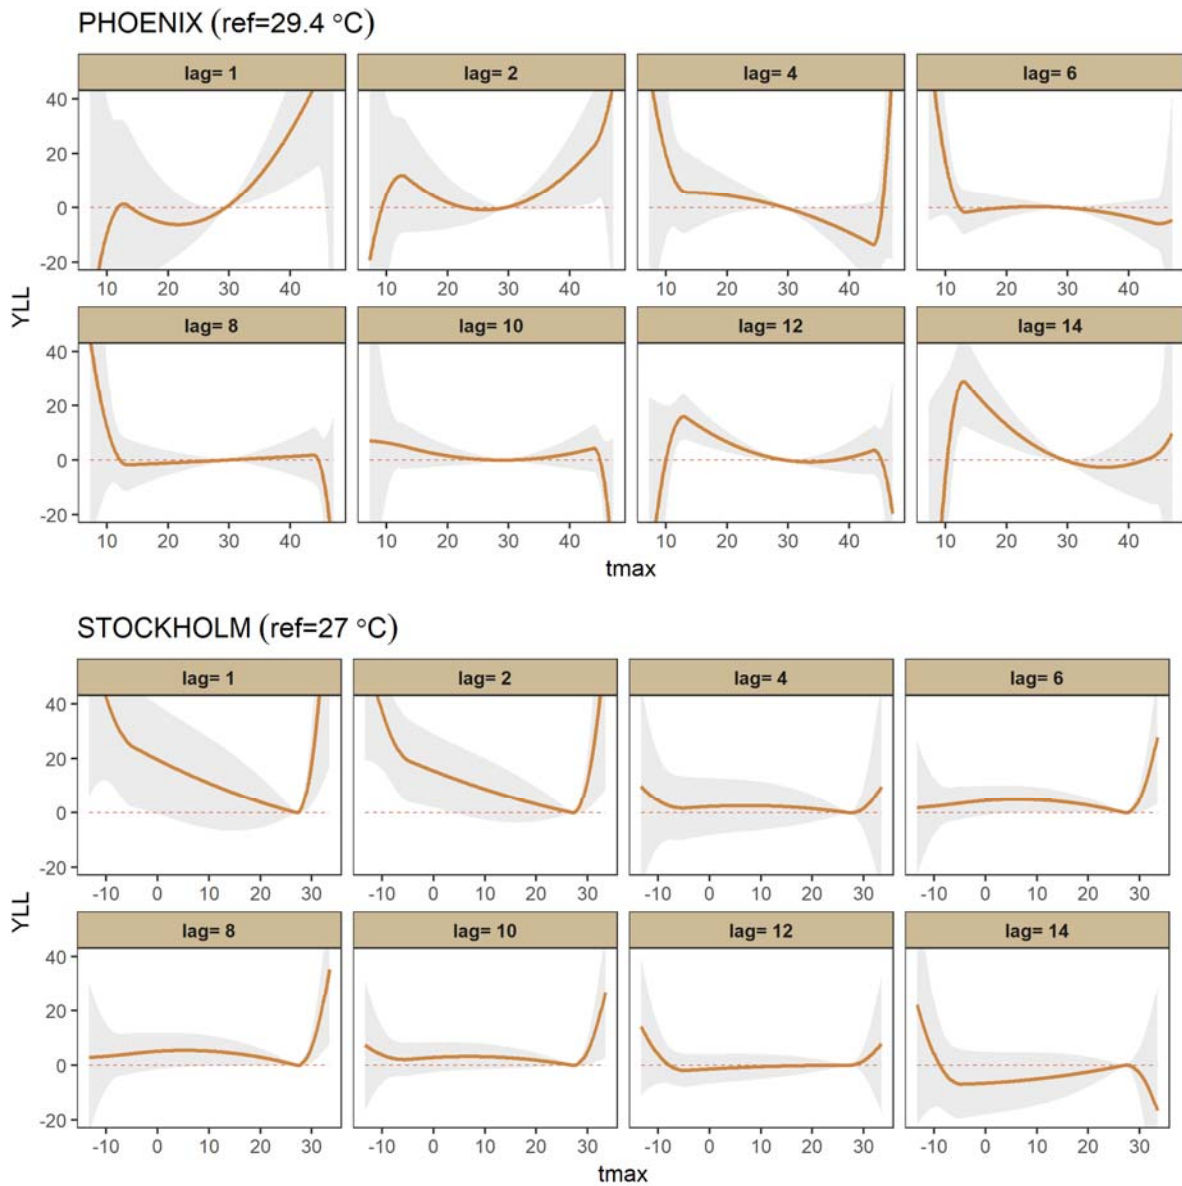 PHOENIX (ref=29.4 °C)
lag= 1 lag= 2 lag= 4 lag= 6
40
20
0
-20
10 20 30 40 10 20 30 40 10 20 30 40 10 20 30 40
YLL
lag= 8 lag= 10 lag= 12 lag= 14
40
20
0
-20
10 20 30 40 10 20 30 40 10 20 30 40 10 20 30 40
tmax
STOCKHOLM (ref=27 °C)
lag= 1 lag= 2 lag= 4 lag= 6
40
20
0
-20
-10 0 10 20 30 -10 0 10 20 30 -10 0 10 20 30 -10 0 10 20 30
YLL
lag= 8 lag= 10 lag= 12 lag= 14
40
20
0
-20
-10 0 10 20 30 -10 0 10 20 30 -10 0 10 20 30 -10 0 10 20 30
tmax